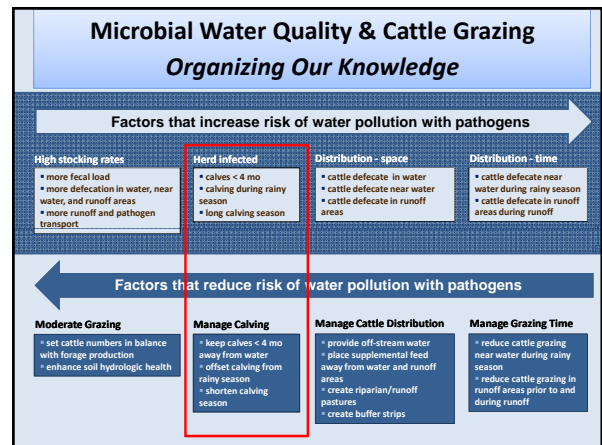 Microbial Water Quality & Cattle Grazing
Organizing Our Knowledge
Factors that increase risk of water pollution with pathogens
High stocking rates
▪ more fecal load
▪ more defecation in water, near
water, and runoff areas
▪ more runoff and pathogen
transport
Herd infected
▪ calves < 4 mo
▪ calving during rainy
season
▪ long calving season
Distribution - space
▪ cattle defecate in water
▪ cattle defecate near water
▪ cattle defecate in runoff
areas
Distribution - time
▪ cattle defecate near
water during rainy season
▪ cattle defecate in runoff
areas during runoff
Factors that reduce risk of water pollution with pathogens
Moderate Grazing
▪ set cattle numbers in balance
with forage production
▪ enhance soil hydrologic health
Manage Calving
▪ keep calves < 4 mo
away from water
▪ offset calving from
rainy season
▪ shorten calving
season
Manage Cattle Distribution
▪ provide off-stream water
▪ place supplemental feed
away from water and runoff
areas
▪ create riparian/runoff
pastures
▪ create buffer strips
Manage Grazing Time
▪ reduce cattle grazing
near water during rainy
season
▪ reduce cattle grazing in
runoff areas prior to and
during runoff